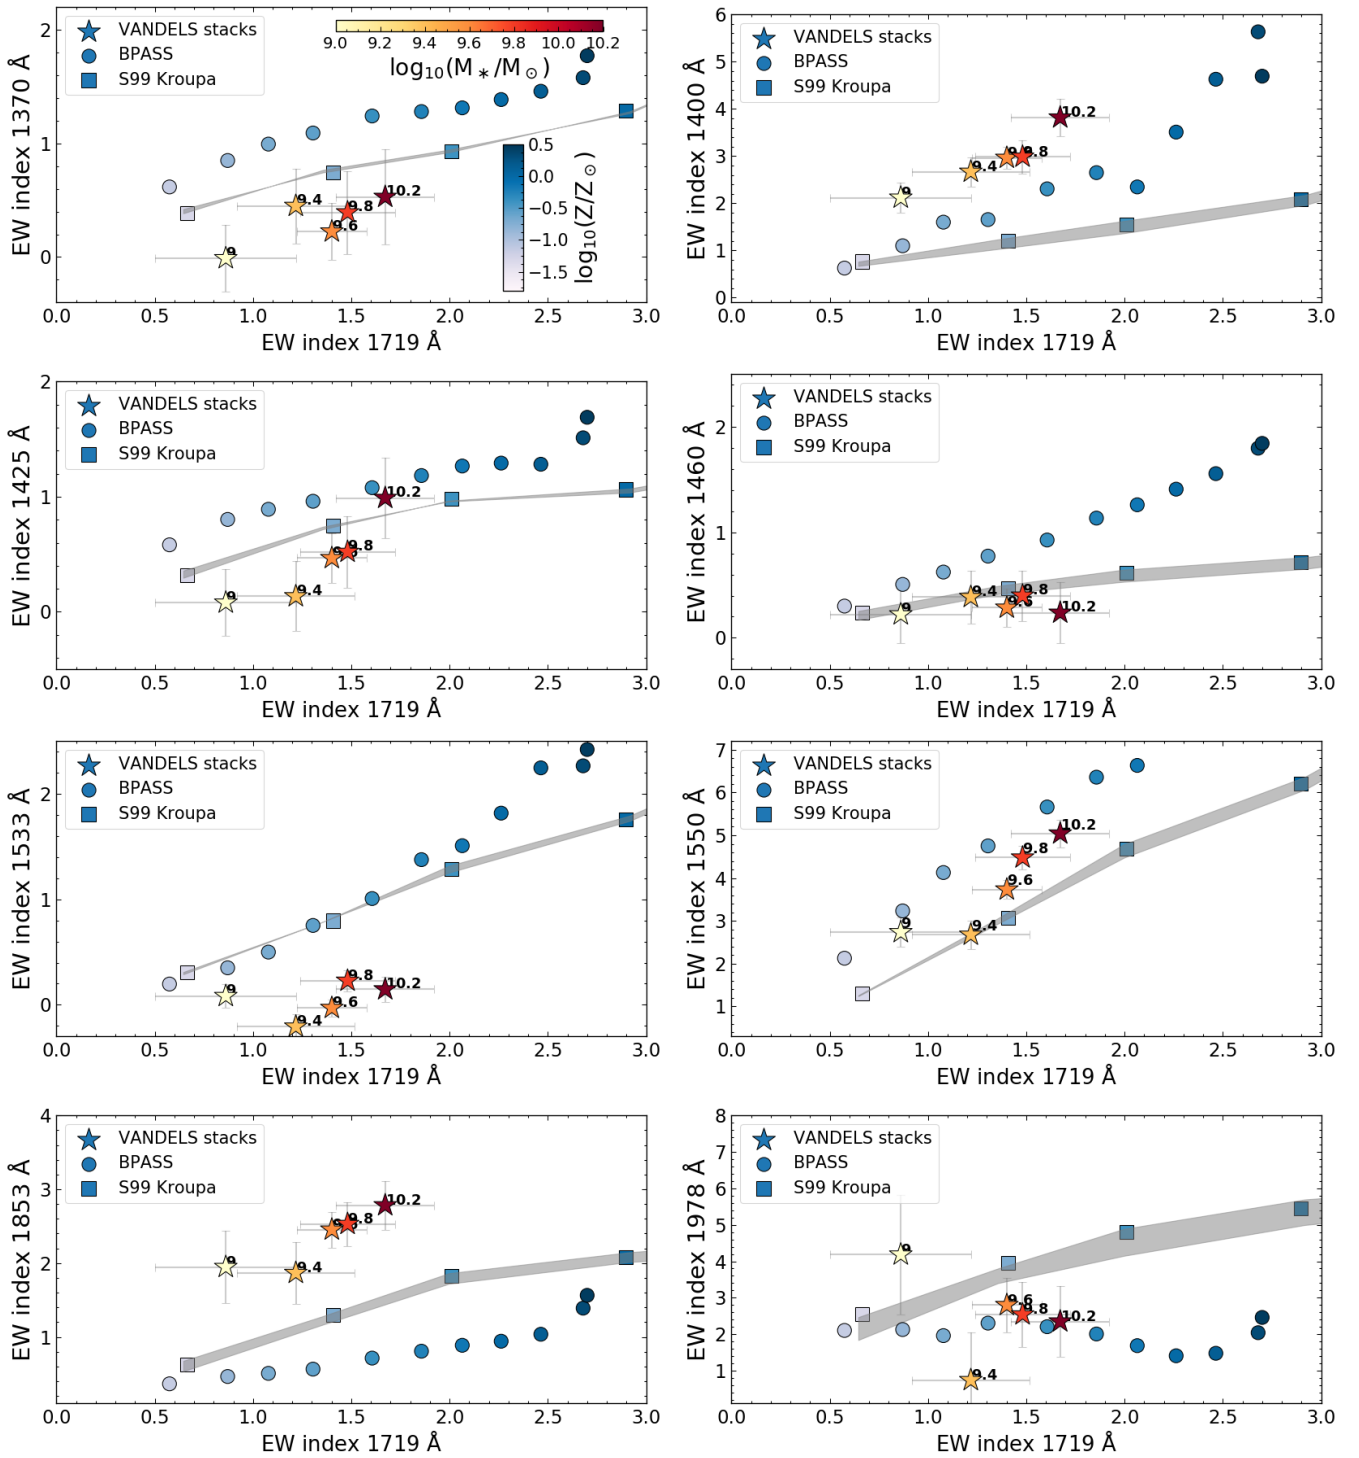 VANDELS stacks
BPASS
S99 Kroupa
9.0 9.2 9.4 9.6 9.8 10.0 10.2
log10(M∗/M⊙)
0.5
0.0
−0.5
−1.0
−1.5
log10(Z/Z⊙)
2
1
0
EW index 1370 Å
9
9.4
9.6
9.8
10.2
0.0 0.5 1.0 1.5 2.0 2.5 3.0
EW index 1719 Å
VANDELS stacks
BPASS
S99 Kroupa
6
5
4
3
2
1
0
EW index 1400 Å
9
9.4
9.8
10.2
0.0 0.5 1.0 1.5 2.0 2.5 3.0
EW index 1719 Å
VANDELS stacks
BPASS
S99 Kroupa
2
1
0
EW index 1425 Å
9
9.4
9.8
10.2
0.0 0.5 1.0 1.5 2.0 2.5 3.0
EW index 1719 Å
VANDELS stacks
BPASS
S99 Kroupa
2
1
0
EW index 1460 Å
9
9.4
9.6
9.8
10.2
0.0 0.5 1.0 1.5 2.0 2.5 3.0
EW index 1719 Å
VANDELS stacks
BPASS
S99 Kroupa
2
1
0
EW index 1533 Å
9
9.4
9.6
9.8
10.2
0.0 0.5 1.0 1.5 2.0 2.5 3.0
EW index 1719 Å
VANDELS stacks
BPASS
S99 Kroupa
7
6
5
4
3
2
1
EW index 1550 Å
9
9.4
9.6
9.8
10.2
0.0 0.5 1.0 1.5 2.0 2.5 3.0
EW index 1719 Å
VANDELS stacks
BPASS
S99 Kroupa
4
3
2
1
EW index 1853 Å
9
9.4
9.8
10.2
0.0 0.5 1.0 1.5 2.0 2.5 3.0
EW index 1719 Å
VANDELS stacks
BPASS
S99 Kroupa
8
7
6
5
4
3
2
1
EW index 1978 Å
9
9.4
9.6
9.8
10.2
0.0 0.5 1.0 1.5 2.0 2.5 3.0
EW index 1719 Å